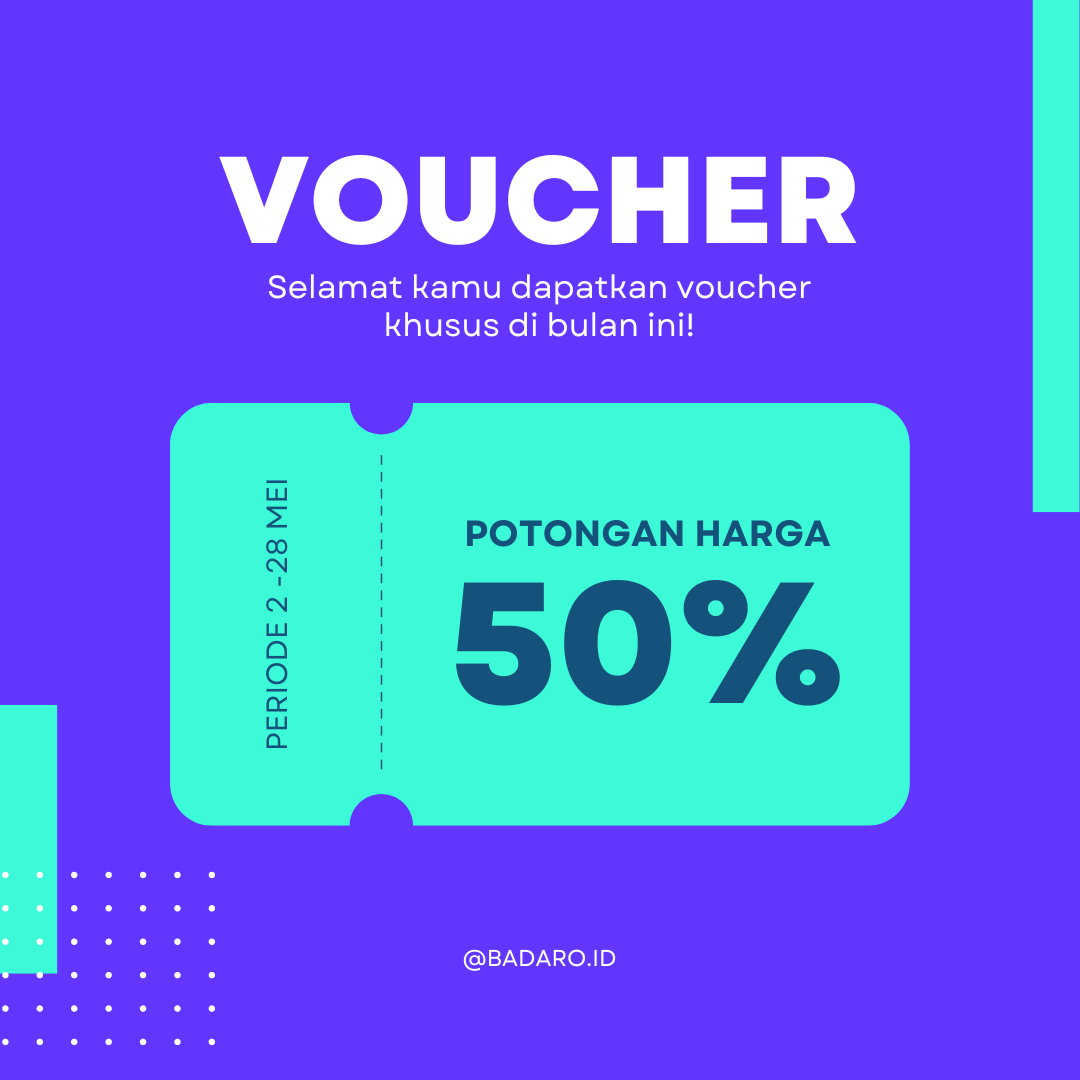 VOUCHER
Selamat kamu dapatkan voucher
khusus di bulan ini!
PERIODE 2 -28 MEI
POTONGAN HARGA
50%
@BADARO.ID